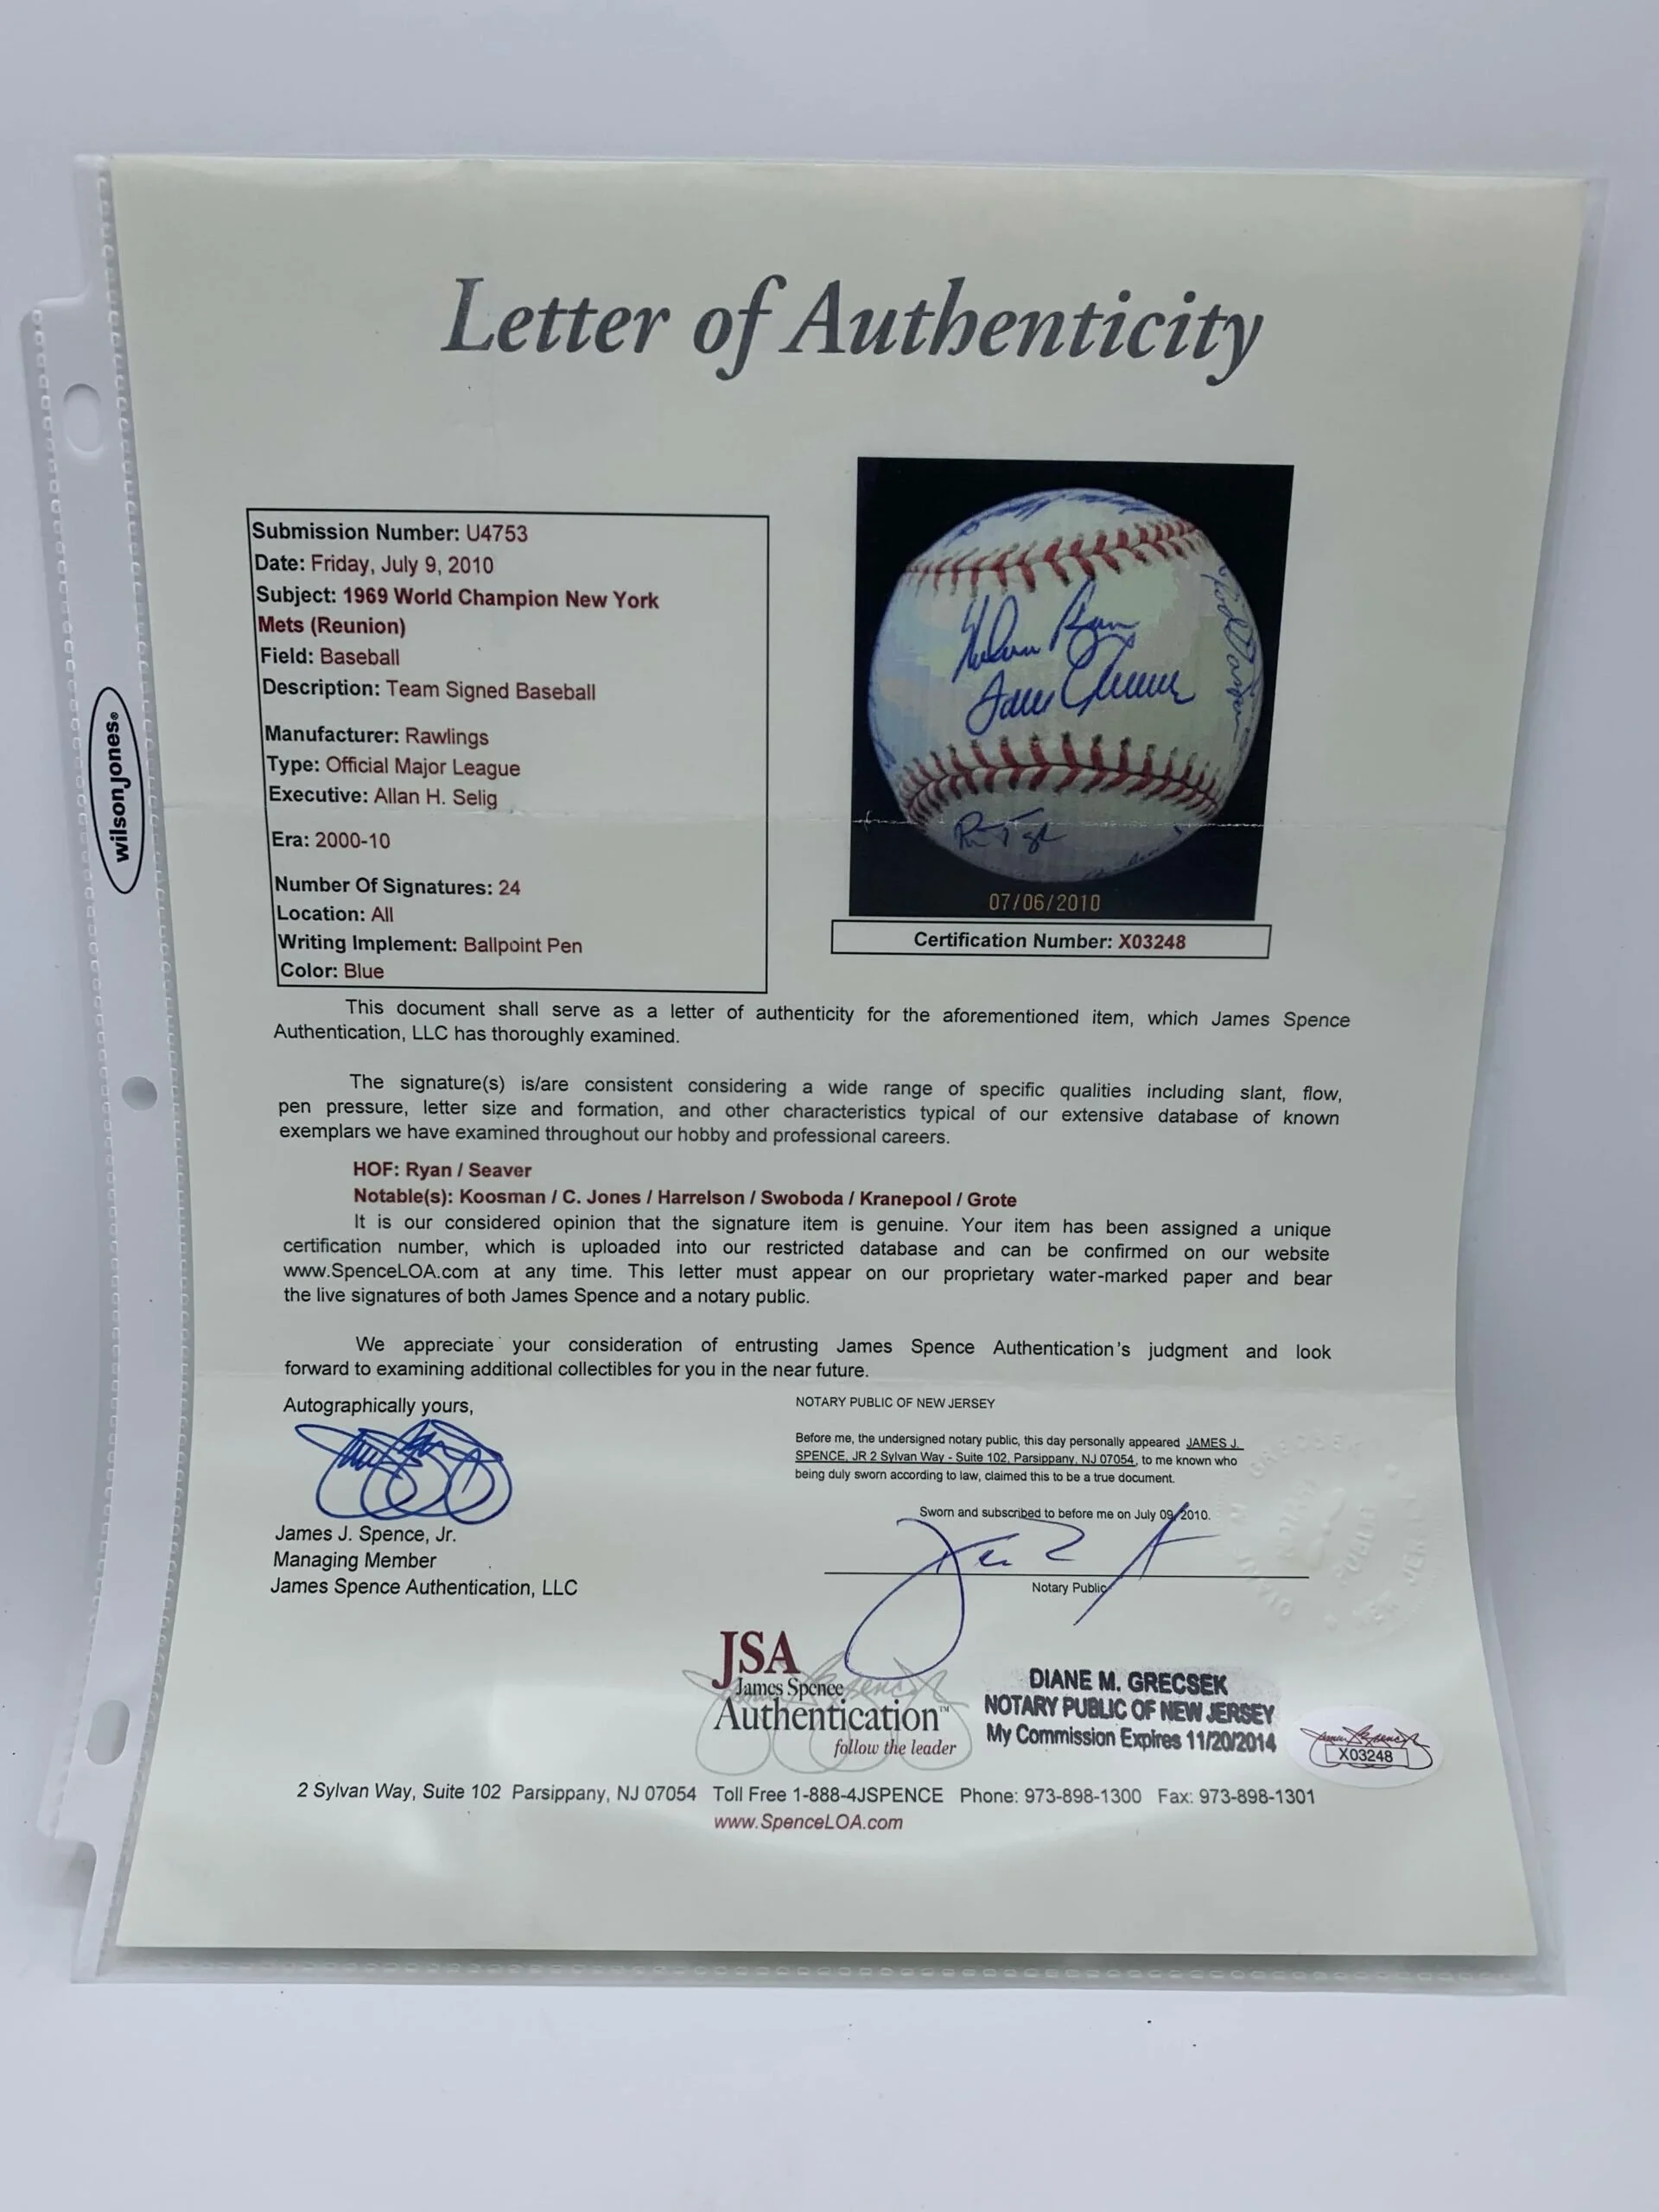 Letter of Authenticity
Submission Number: U4753
Date: Friday, July 9, 2010
Subject: 1969 World Champion New York
Mets (Reunion)
Field: Baseball
Description: Team Signed Baseball
Manufacturer: Rawlings
Type: Official Major League
Executive: Allan H. Selig
Era: 2000-10
Number Of Signatures: 24
Location: All
Writing Implement: Ballpoint Pen
Color: Blue
Nolan Ryan
Tom Seaver
07/06/2010
Certification Number: X03248
wilson jones®
This document shall serve as a letter of authenticity for the aforementioned item, which James Spence
Authentication, LLC has thoroughly examined.
The signature(s) is/are consistent considering a wide range of specific qualities including slant, flow,
pen pressure, letter size and formation, and other characteristics typical of our extensive database of known
exemplars we have examined throughout our hobby and professional careers.
HOF: Ryan / Seaver
Notable(s): Koosman / C. Jones / Harrelson / Swoboda / Kranepool / Grote
It is our considered opinion that the signature item is genuine. Your item has been assigned a unique
certification number, which is uploaded into our restricted database and can be confirmed on our website
www.SpenceLOA.com at any time. This letter must appear on our proprietary water-marked paper and bear
the live signatures of both James Spence and a notary public.
We appreciate your consideration of entrusting James Spence Authentication's judgment and look
forward to examining additional collectibles for you in the near future.
Autographically yours,
James J. Spence, Jr.
Managing Member
James Spence Authentication, LLC
NOTARY PUBLIC OF NEW JERSEY
Before me, the undersigned notary public, this day personally appeared JAMES J.
SPENCE, JR 2 Sylvan Way - Suite 102, Parsippany, NJ 07054, to me known who
being duly sworn according to law, claimed this to be a true document.
Sworn and subscribed to before me on July 09, 2010.
Notary Public
JSA
James Spence
Authentication™
follow the leader
DIANE M. GRECSEK
NOTARY PUBLIC OF NEW JERSEY
My Commission Expires 11/20/2014
James Spence
X03248
2 Sylvan Way, Suite 102 Parsippany, NJ 07054 Toll Free 1-888-4JSPENCE Phone: 973-898-1300 Fax: 973-898-1301
www.SpenceLOA.com